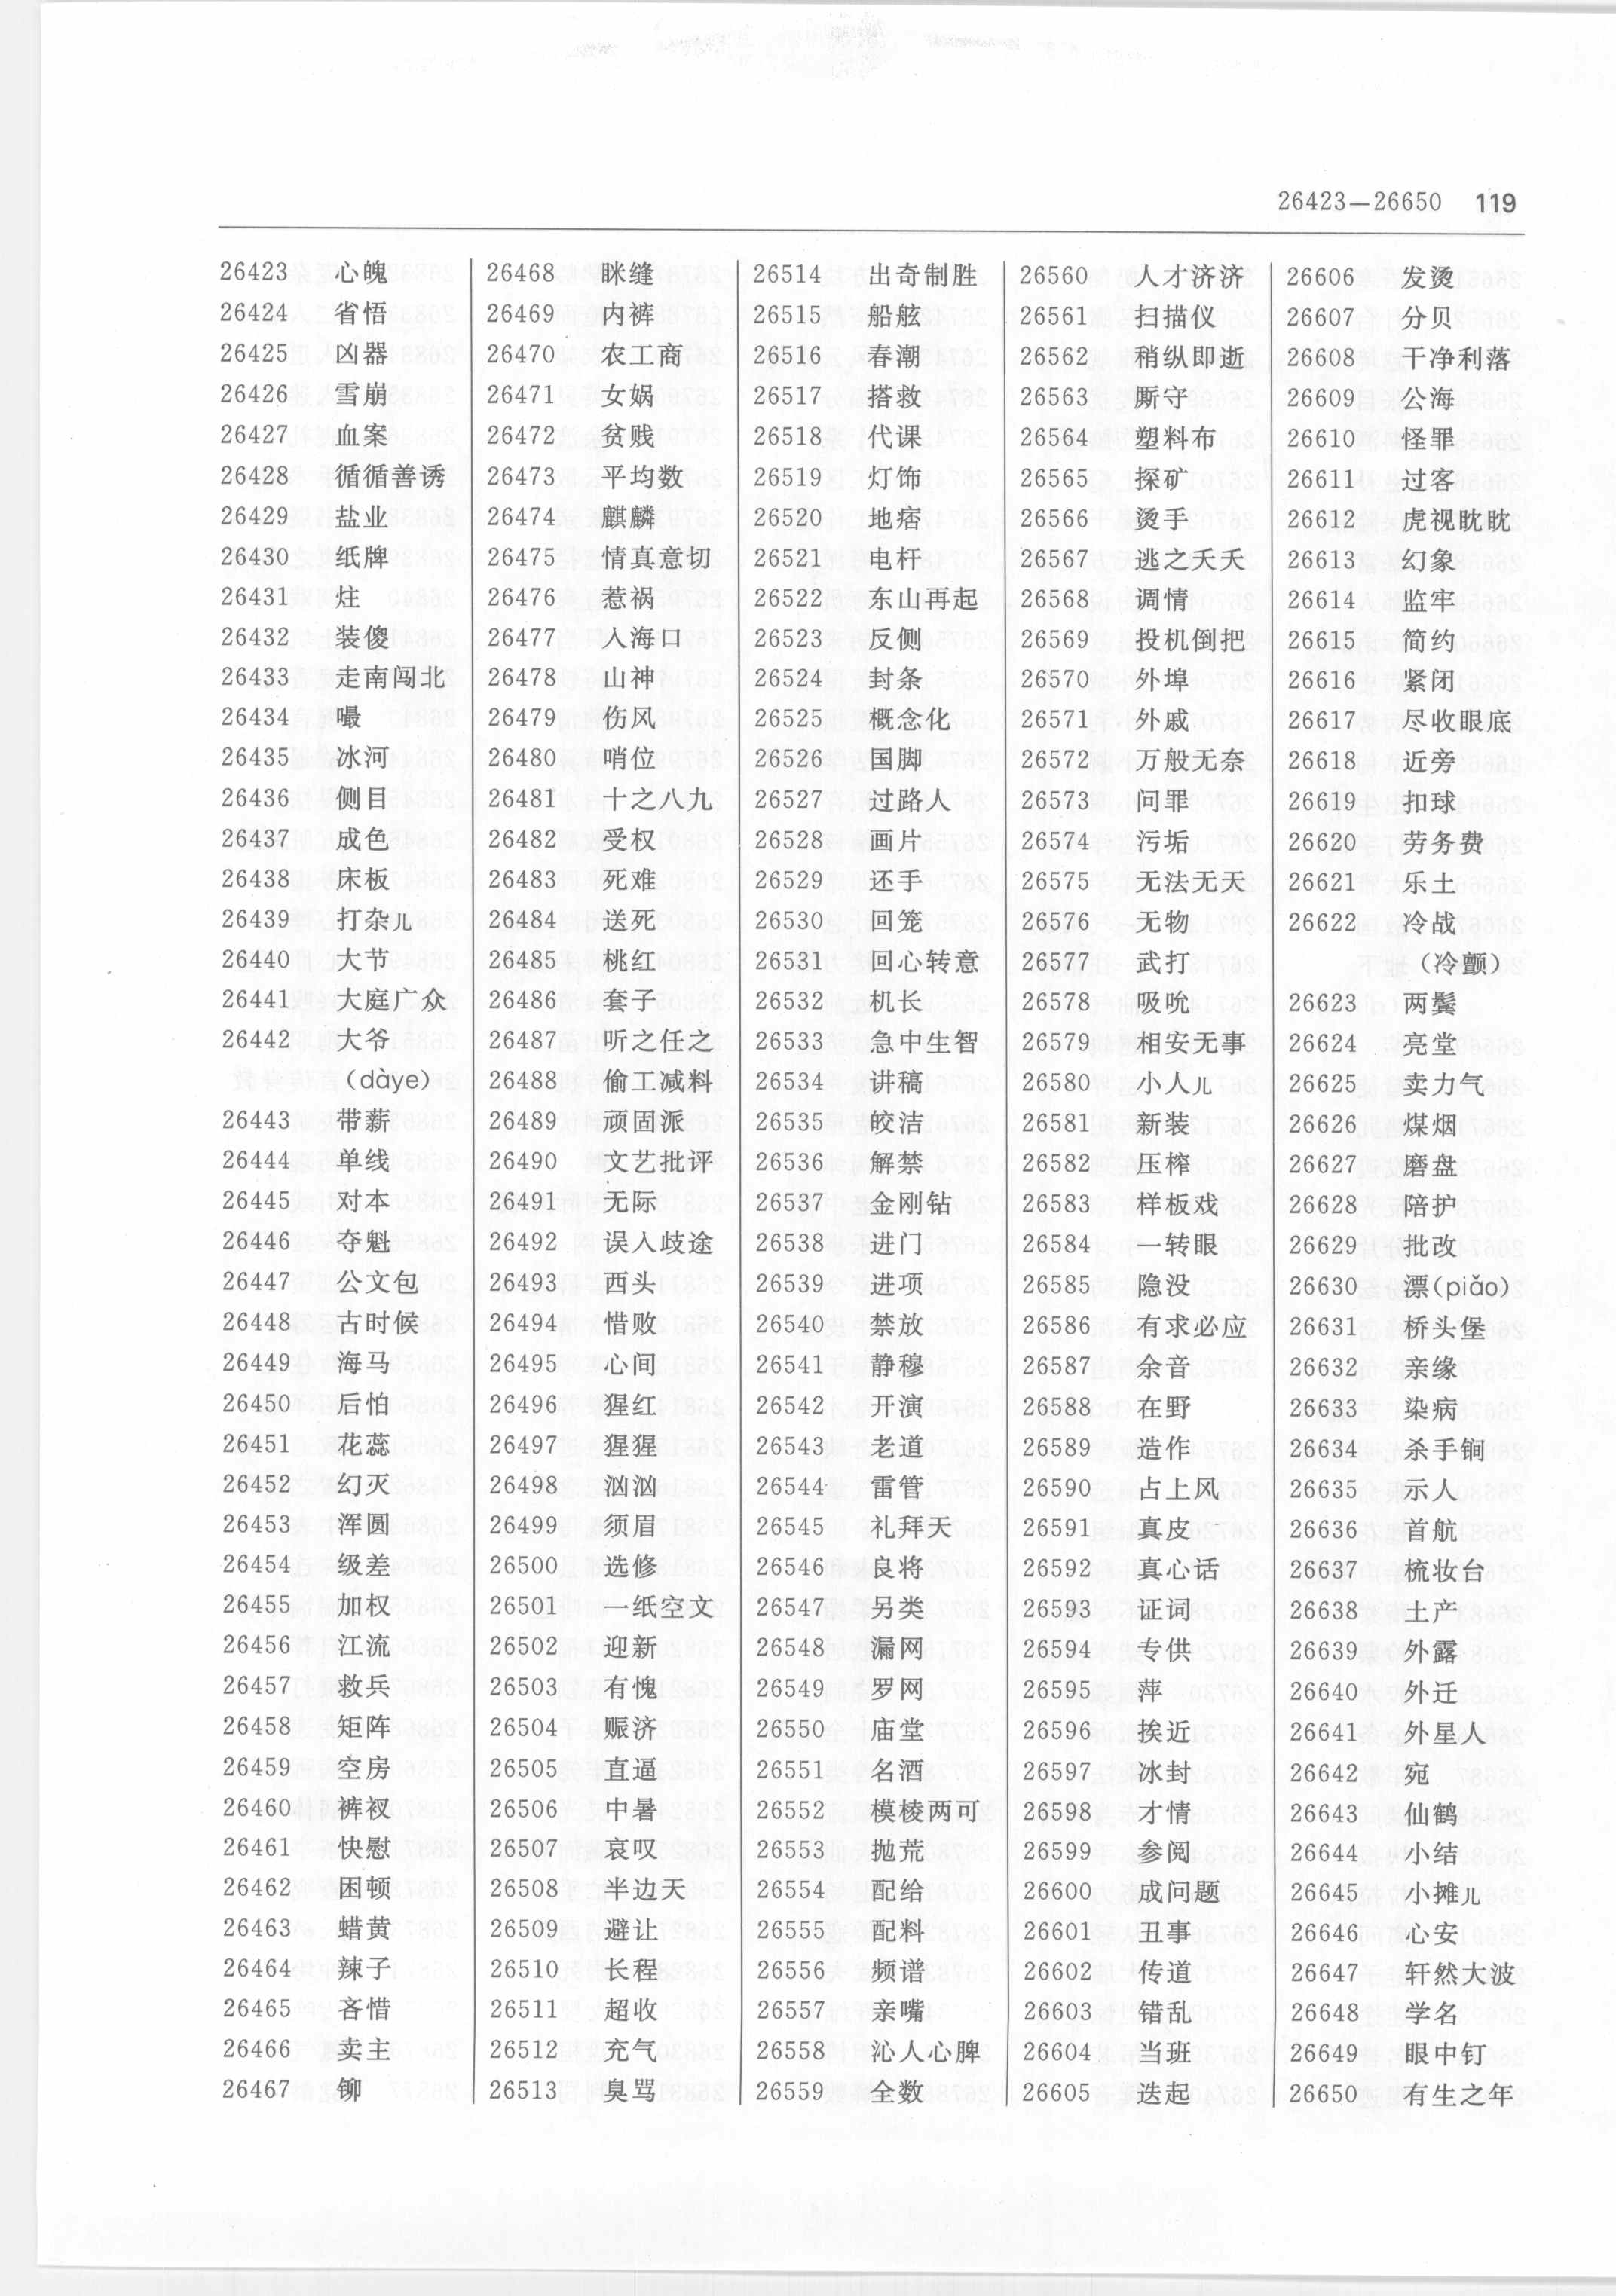 26423—26650 119
26423 心魄
26424 省悟
26425 凶器
26426 雪崩
26427 血案
26428 循循善诱
26429 盐业
26430 纸牌
26431 炷
26432 装傻
26433 走南闯北
26434 嘬
26435 冰河
26436 侧目
26437 成色
26438 床板
26439 打杂儿
26440 大节
26441 大庭广众
26442 大爷
(dàye)
26443 带薪
26444 单线
26445 对本
26446 夺魁
26447 公文包
26448 古时候
26449 海马
26450 后怕
26451 花蕊
26452 幻灭
26453 浑圆
26454 级差
26455 加权
26456 江流
26457 救兵
26458 矩阵
26459 空房
26460 裤衩
26461 快慰
26462 困顿
26463 蜡黄
26464 辣子
26465 吝惜
26466 卖主
26467 铆
26468 眯缝
26469 内裤
26470 农工商
26471 女娲
26472 贫贱
26473 平均数
26474 麒麟
26475 情真意切
26476 惹祸
26477 入海口
26478 山神
26479 伤风
26480 哨位
26481 十之八九
26482 受权
26483 死难
26484 送死
26485 桃红
26486 套子
26487 听之任之
26488 偷工减料
26489 顽固派
26490 文艺批评
26491 无际
26492 误入歧途
26493 西头
26494 惜败
26495 心间
26496 猩红
26497 猩猩
26498 汹汹
26499 须眉
26500 选修
26501 一纸空文
26502 迎新
26503 有愧
26504 赈济
26505 直逼
26506 中暑
26507 哀叹
26508 半边天
26509 避让
26510 长程
26511 超收
26512 充气
26513 臭骂
26514 出奇制胜
26515 船舷
26516 春潮
26517 搭救
26518 代课
26519 灯饰
26520 地痞
26521 电杆
26522 东山再起
26523 反侧
26524 封条
26525 概念化
26526 国脚
26527 过路人
26528 画片
26529 还手
26530 回笼
26531 回心转意
26532 机长
26533 急中生智
26534 讲稿
26535 皎洁
26536 解禁
26537 金刚钻
26538 进门
26539 进项
26540 禁放
26541 静穆
26542 开演
26543 老道
26544 雷管
26545 礼拜天
26546 良将
26547 另类
26548 漏网
26549 罗网
26550 庙堂
26551 名酒
26552 模棱两可
26553 抛荒
26554 配给
26555 配料
26556 频谱
26557 亲嘴
26558 沁人心脾
26559 全数
26560 人才济济
26561 扫描仪
26562 稍纵即逝
26563 厮守
26564 塑料布
26565 探矿
26566 烫手
26567 逃之夭夭
26568 调情
26569 投机倒把
26570 外埠
26571 外戚
26572 万般无奈
26573 问罪
26574 污垢
26575 无法无天
26576 无物
26577 武打
26578 吸吮
26579 相安无事
26580 小人儿
26581 新装
26582 压榨
26583 样板戏
26584 一转眼
26585 隐没
26586 有求必应
26587 余音
26588 在野
26589 造作
26590 占上风
26591 真皮
26592 真心话
26593 证词
26594 专供
26595 萍
26596 挨近
26597 冰封
26598 才情
26599 参阅
26600 成问题
26601 丑事
26602 传道
26603 错乱
26604 当班
26605 迭起
26606 发烫
26607 分贝
26608 干净利落
26609 公海
26610 怪罪
26611 过客
26612 虎视眈眈
26613 幻象
26614 监牢
26615 简约
26616 紧闭
26617 尽收眼底
26618 近旁
26619 扣球
26620 劳务费
26621 乐土
26622 冷战
(冷颤)
26623 两鬓
26624 亮堂
26625 卖力气
26626 煤烟
26627 磨盘
26628 陪护
26629 批改
26630 漂(piǎo)
26631 桥头堡
26632 亲缘
26633 染病
26634 杀手锏
26635 示人
26636 首航
26637 梳妆台
26638 土产
26639 外露
26640 外迁
26641 外星人
26642 宛
26643 仙鹤
26644 小结
26645 小摊儿
26646 心安
26647 轩然大波
26648 学名
26649 眼中钉
26650 有生之年